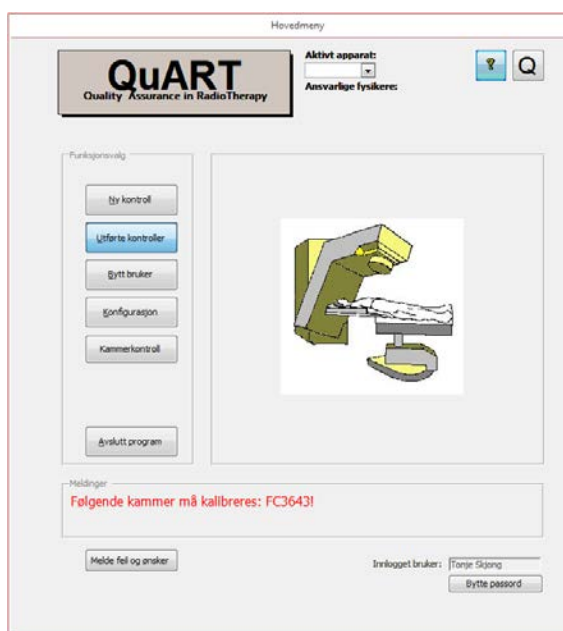 Hovedmeny
QuART
Quality Assurance in RadioTherapy
Aktivt apparat:
Ansvarlige fysikere:
?
Q
Funksjonsvalg
Ny kontroll
Utførte kontroller
Bytt bruker
Konfigurasjon
Kammerkontroll
Avslutt program
Meldinger
Følgende kammer må kalibreres: FC3643!
Melde feil og ønsker
Innlogget bruker: Tonje Skjong
Bytte passord